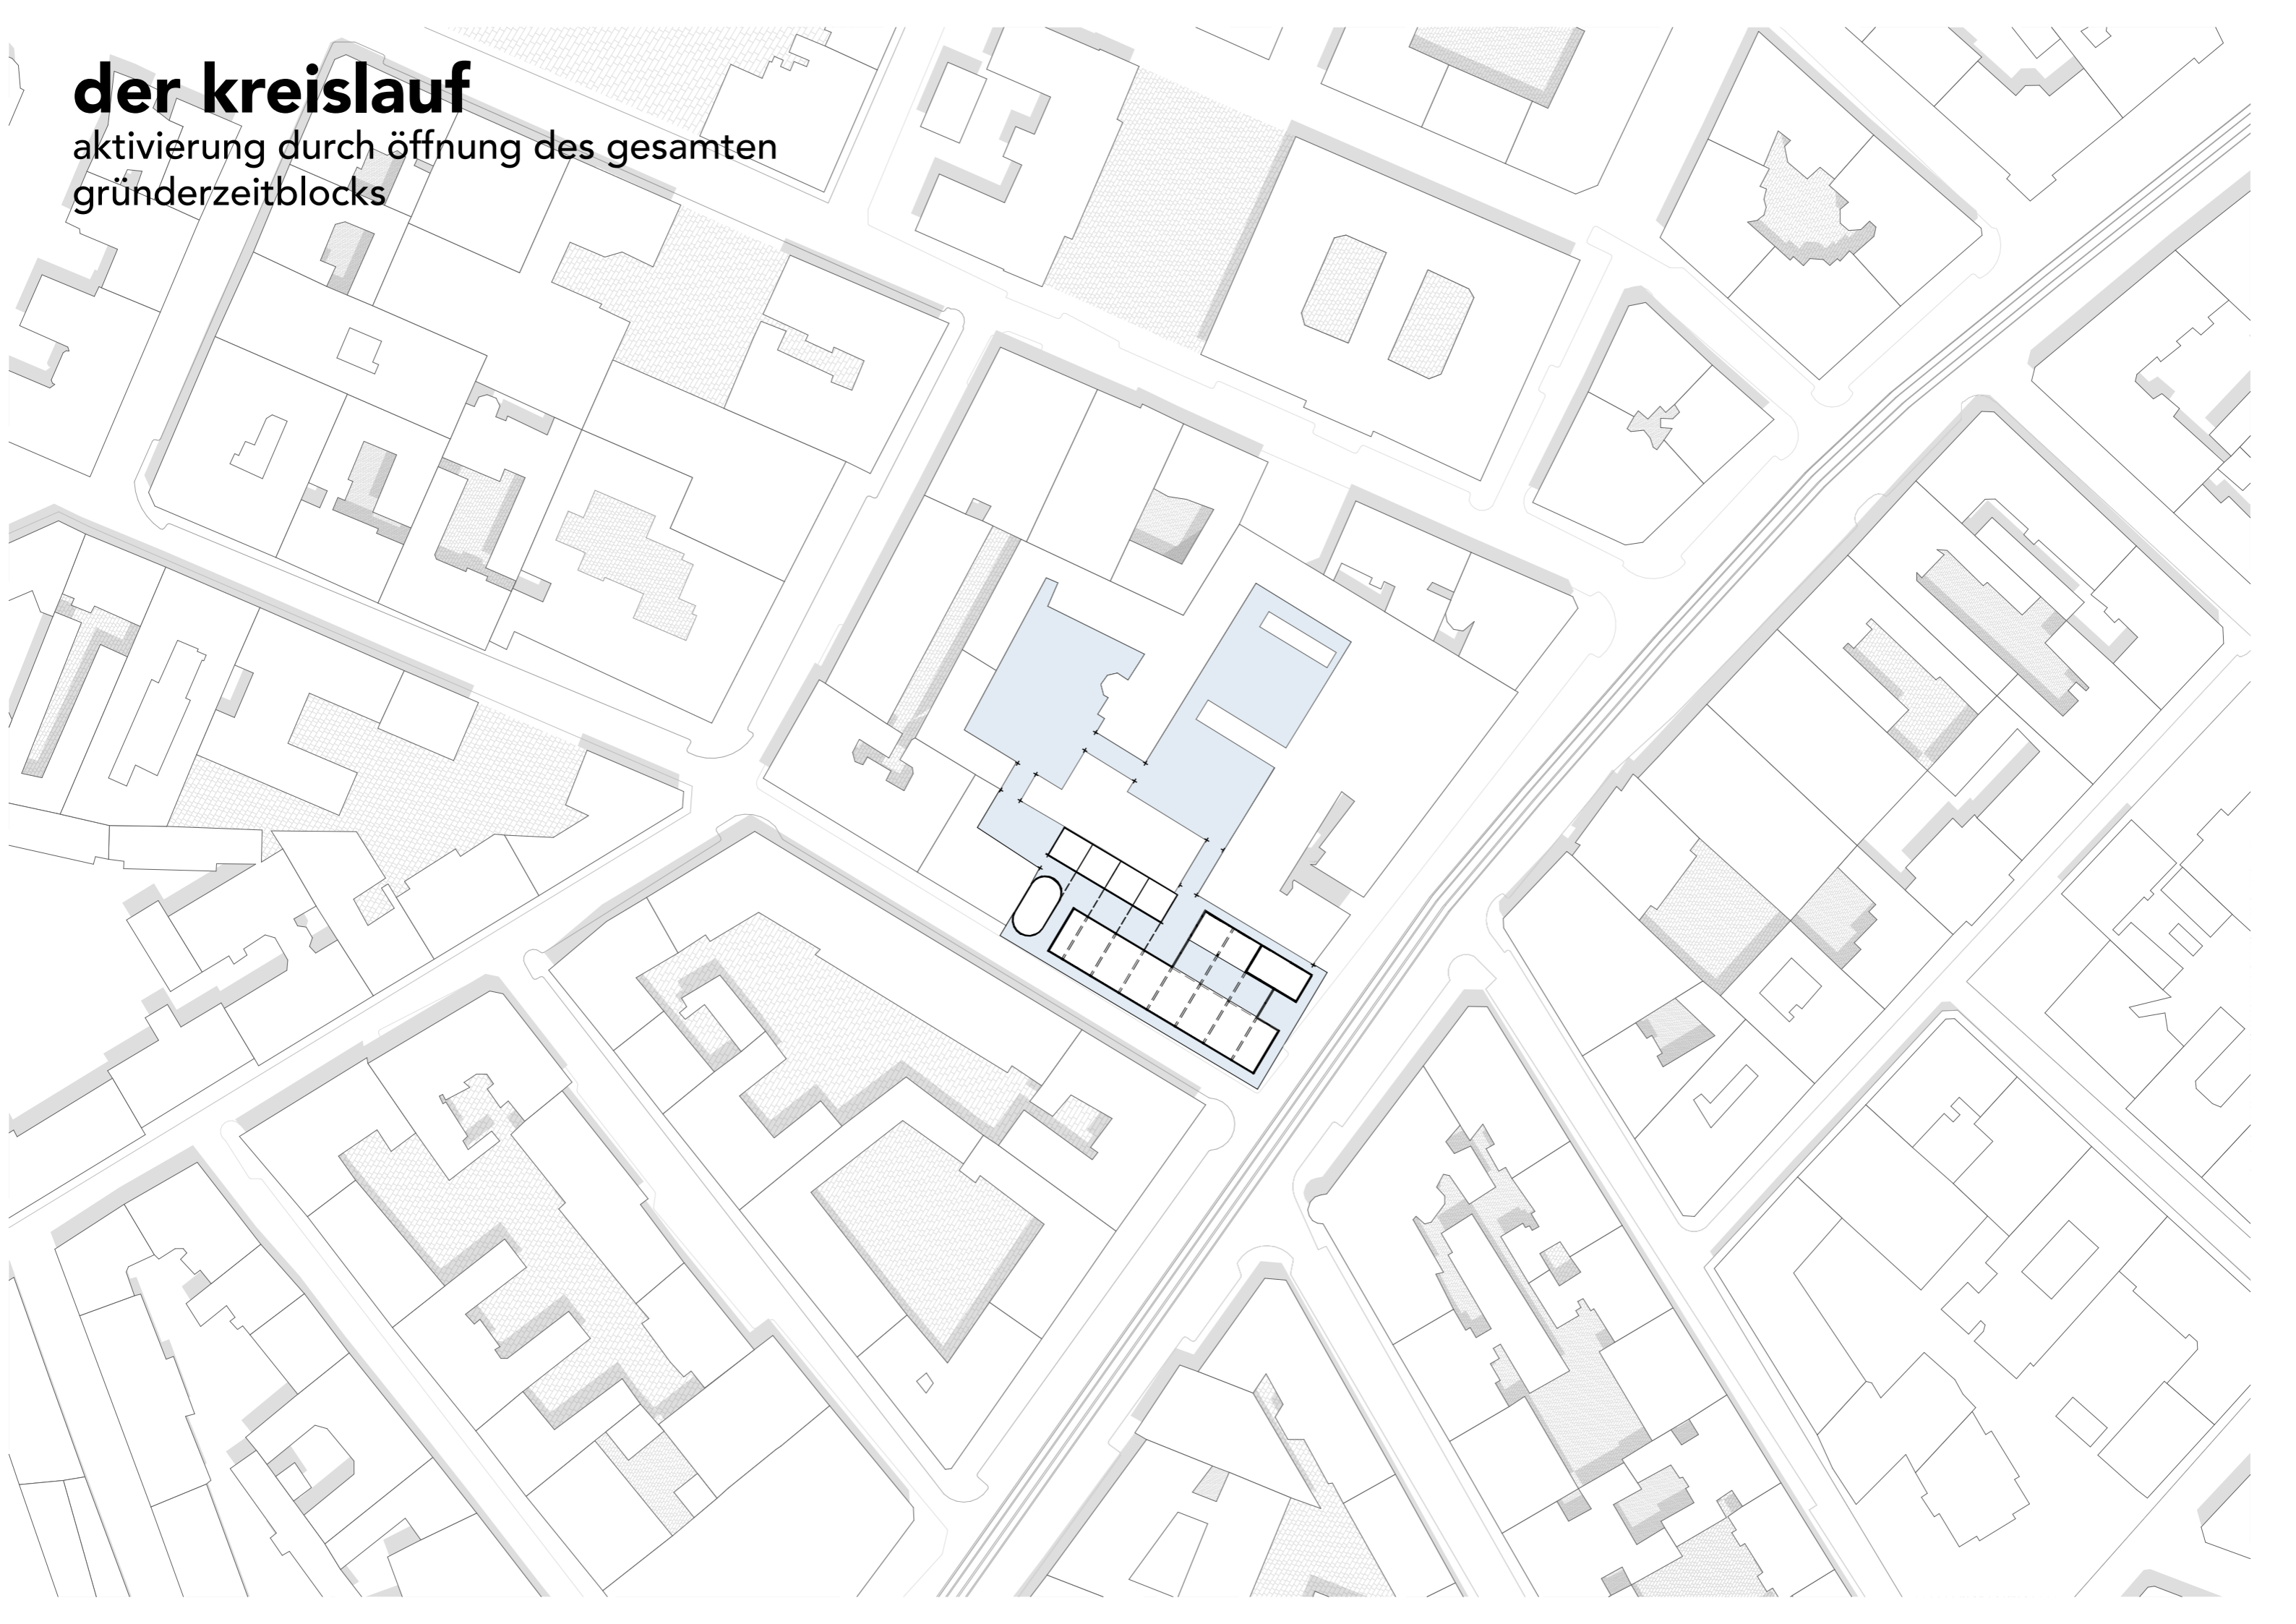 der kreislauf
aktivierung durch öffnung des gesamten
gründerzeitblocks